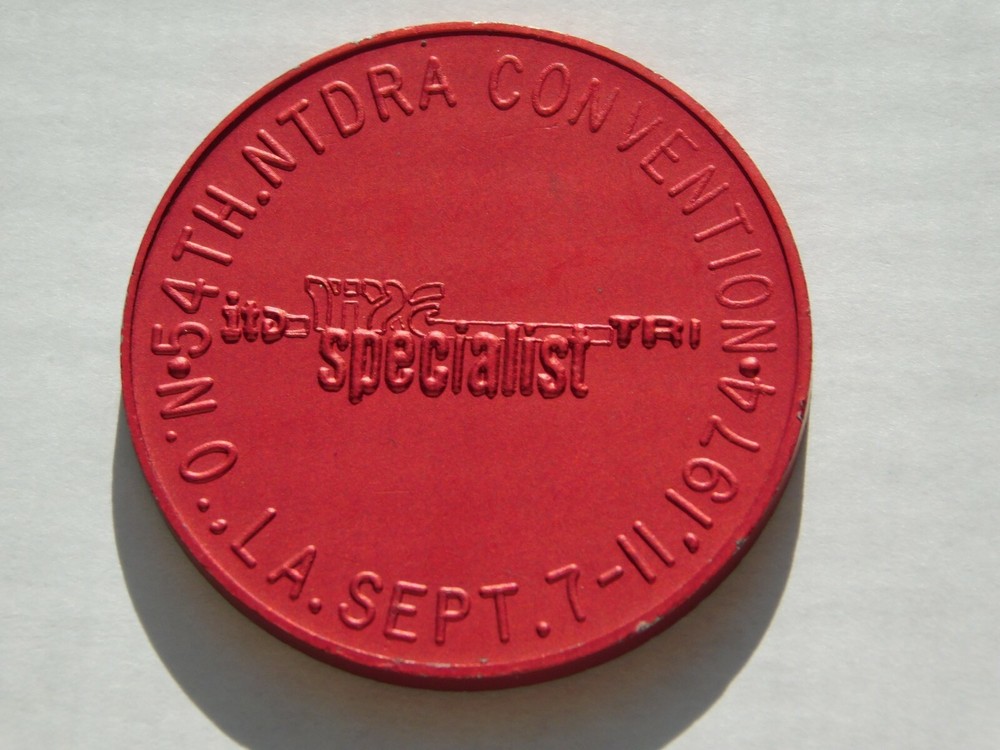 •54TH.NTDRA CONVENTION•
N.O., LA. SEPT. 7-11, 1974
itD
TRI
specialist